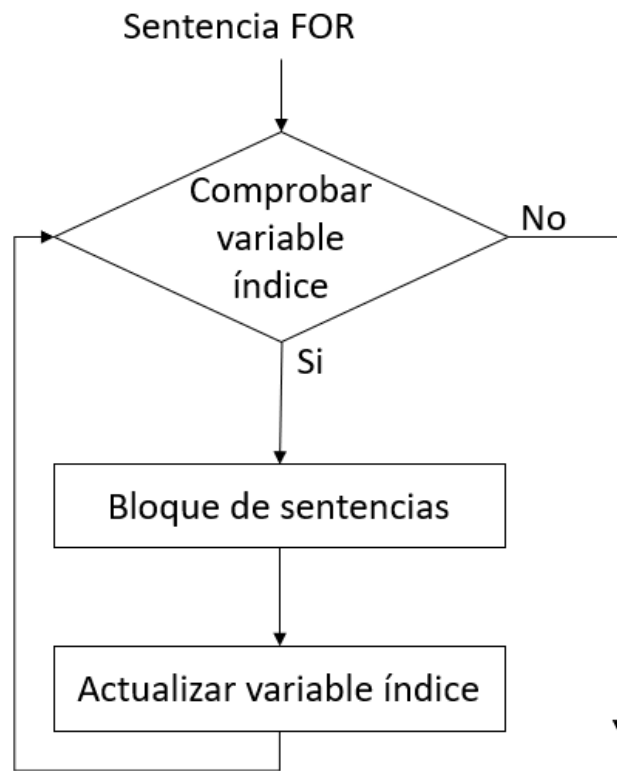 Sentencia FOR
Comprobar
variable
índice
No
Si
Bloque de sentencias
Actualizar variable índice